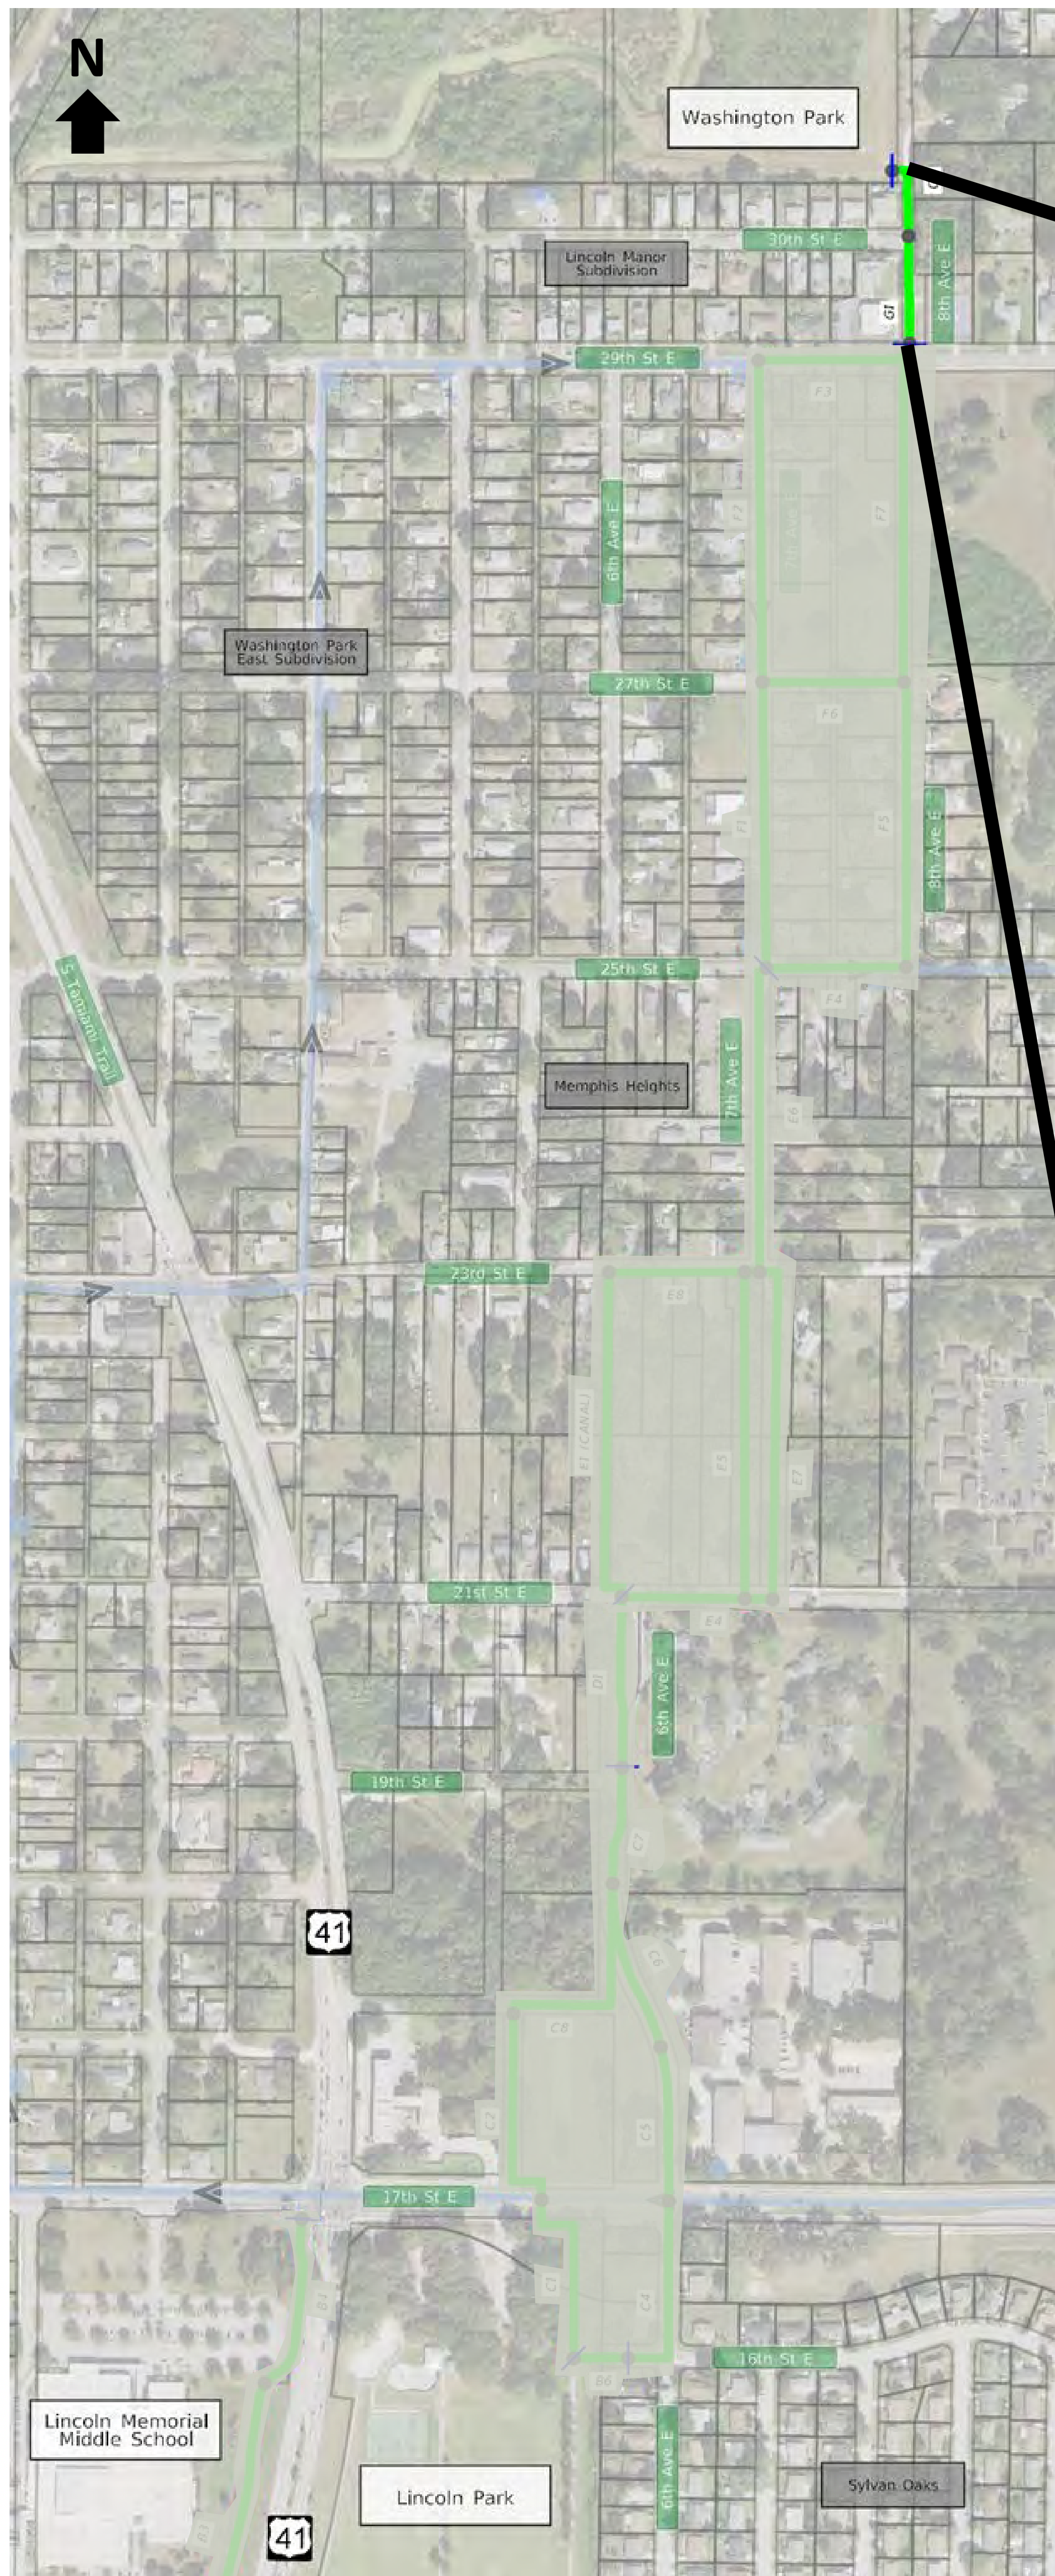 N
Washington Park
30th St E
8th Ave E
Lincoln Manor
Subdivision
G1
29th St E
F3
F2
7th Ave E
F7
6th Ave E
Washington Park
East Subdivision
27th St E
F6
F1
F5
8th Ave E
25th St E
F4
S Tamiami Trail
7th Ave E
Memphis Heights
E6
23rd St E
E8
E1 (CANAL)
E5
E7
21st St E
E4
D1
6th Ave E
19th St E
C7
41
C6
C8
C2
C5
17th St E
C1
C4
B4
16th St E
B6
Lincoln Memorial
Middle School
6th Ave E
Lincoln Park
Sylvan Oaks
B3
41